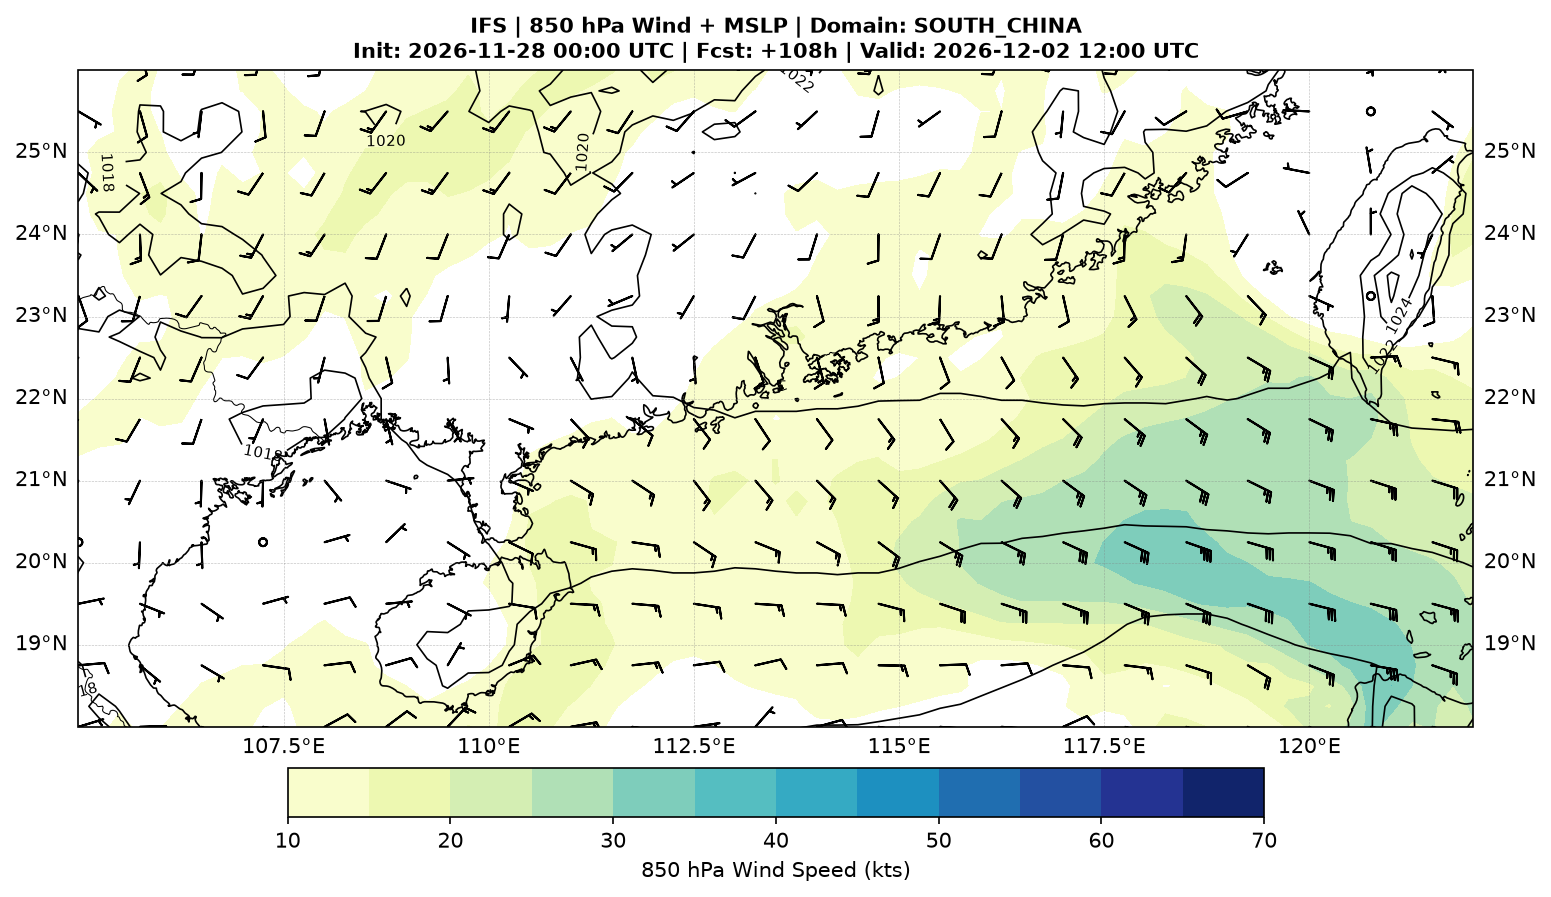 IFS | 850 hPa Wind + MSLP | Domain: SOUTH_CHINA
Init: 2026-11-28 00:00 UTC | Fcst: +108h | Valid: 2026-12-02 12:00 UTC
1022
1020
1020
1018
25°N
25°N
24°N
24°N
23°N
23°N
1024
22°N
22°N
1018
21°N
21°N
20°N
20°N
19°N
19°N
107.5°E
110°E
112.5°E
115°E
117.5°E
120°E
10
20
30
40
50
60
70
850 hPa Wind Speed (kts)